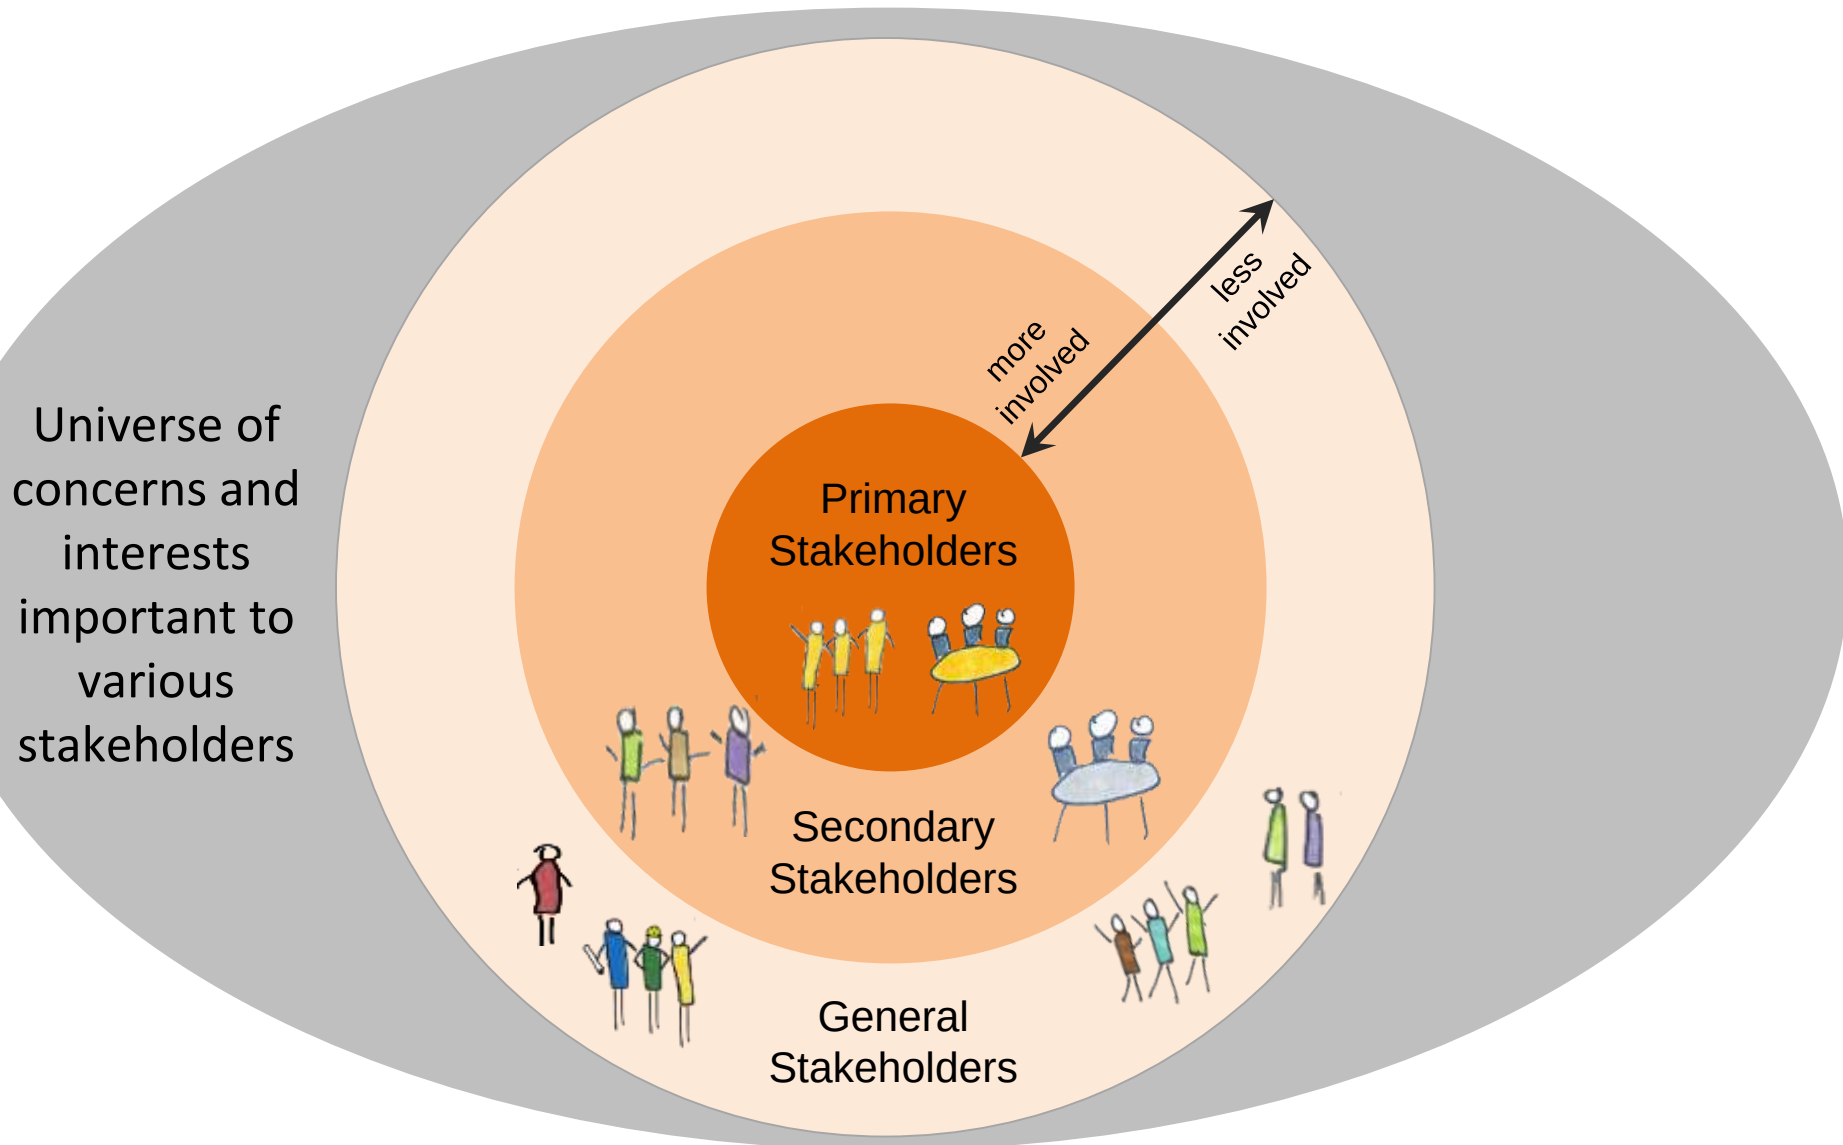 Universe of
concerns and
interests
important to
various
stakeholders
more
involved
less
involved
Primary
Stakeholders
Secondary
Stakeholders
General
Stakeholders